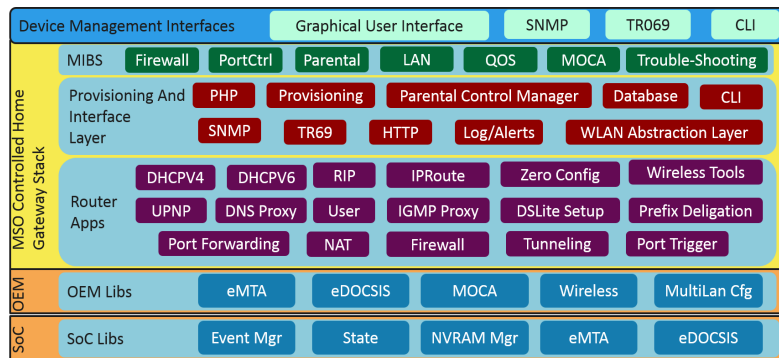 Device Management Interfaces Graphical User Interface SNMP TR069 CLI
MSO Controlled Home
Gateway Stack
MIBS Firewall PortCtrl Parental LAN QOS MOCA Trouble-Shooting
Provisioning And
Interface
Layer
PHP Provisioning Parental Control Manager Database CLI
SNMP TR69 HTTP Log/Alerts WLAN Abstraction Layer
Router
Apps
DHCPV4 DHCPV6 RIP IPRoute Zero Config Wireless Tools
UPNP DNS Proxy User IGMP Proxy DSLite Setup Prefix Deligation
Port Forwarding NAT Firewall Tunneling Port Trigger
OEM
OEM Libs eMTA eDOCSIS MOCA Wireless MultiLan Cfg
SoC
SoC Libs Event Mgr State NVRAM Mgr eMTA eDOCSIS